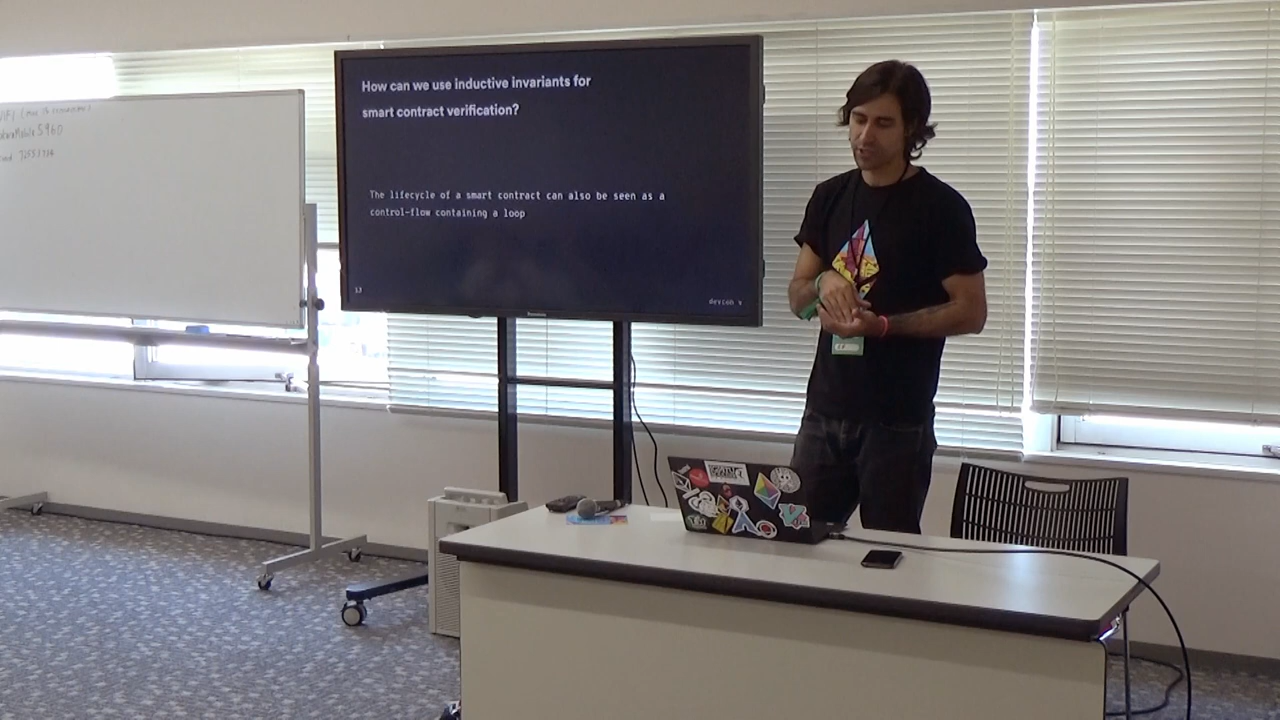 How can we use inductive invariants for
smart contract verification?
The lifecycle of a smart contract can also be seen as a
control-flow containing a loop
devcon v
5960